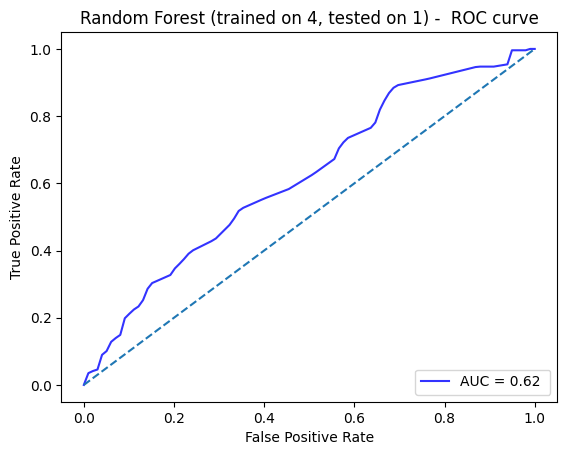 Random Forest (trained on 4, tested on 1) -  ROC curve
True Positive Rate
1.0
0.8
0.6
0.4
0.2
0.0
AUC = 0.62
0.0 0.2 0.4 0.6 0.8 1.0
False Positive Rate